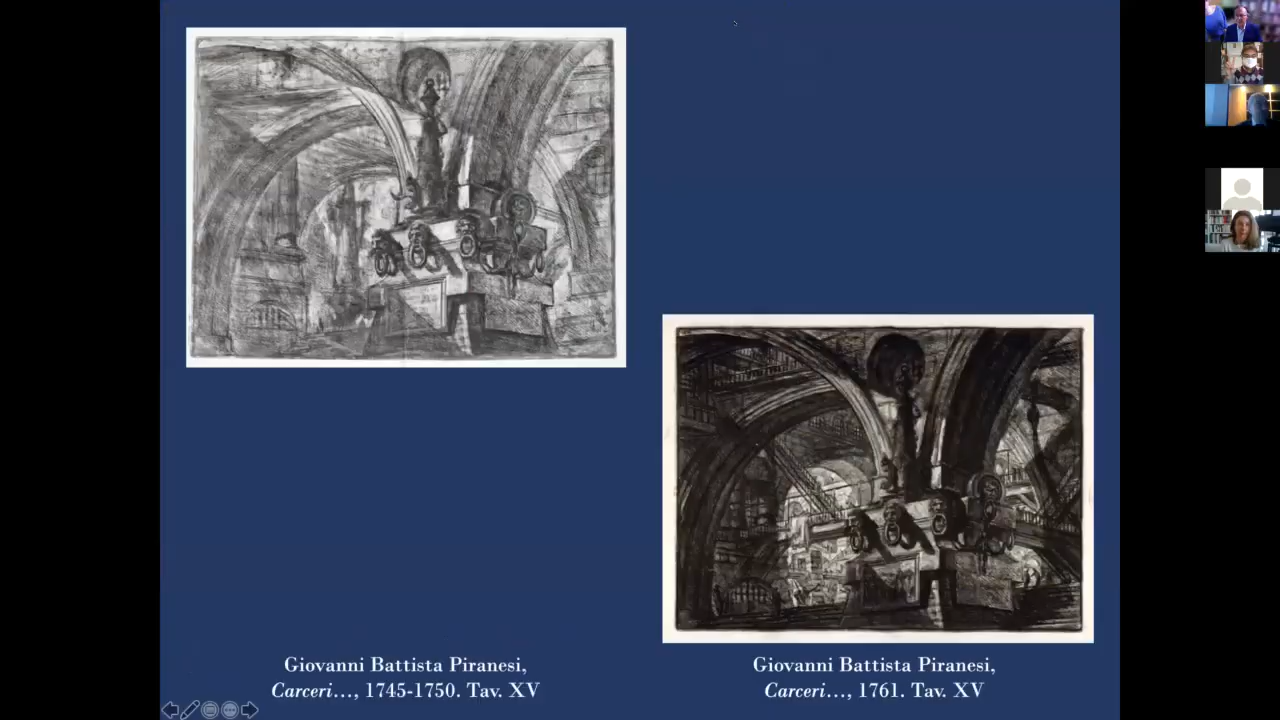 Giovanni Battista Piranesi,
Carceri..., 1745-1750. Tav. XV
Giovanni Battista Piranesi,
Carceri..., 1761. Tav. XV